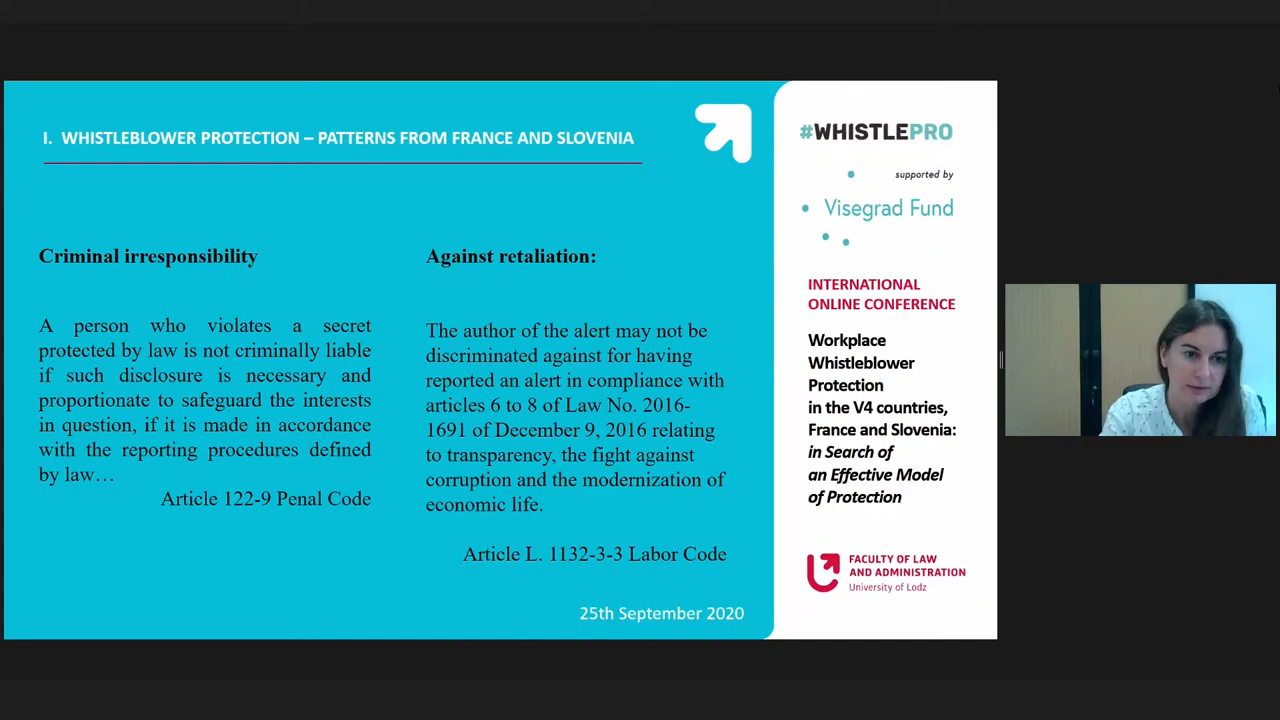 I. WHISTLEBLOWER PROTECTION – PATTERNS FROM FRANCE AND SLOVENIA
Criminal irresponsibility
A person who violates a secret
protected by law is not criminally liable
if such disclosure is necessary and
proportionate to safeguard the interests
in question, if it is made in accordance
with the reporting procedures defined
by law…
Article 122-9 Penal Code
Against retaliation:
The author of the alert may not be
discriminated against for having
reported an alert in compliance with
articles 6 to 8 of Law No. 2016-
1691 of December 9, 2016 relating
to transparency, the fight against
corruption and the modernization of
economic life.
Article L. 1132-3-3 Labor Code
25th September 2020
#WHISTLEPRO
supported by
Visegrad Fund
INTERNATIONAL
ONLINE CONFERENCE
Workplace
Whistleblower
Protection
in the V4 countries,
France and Slovenia:
in Search of
an Effective Model
of Protection
FACULTY OF LAW
AND ADMINISTRATION
University of Lodz